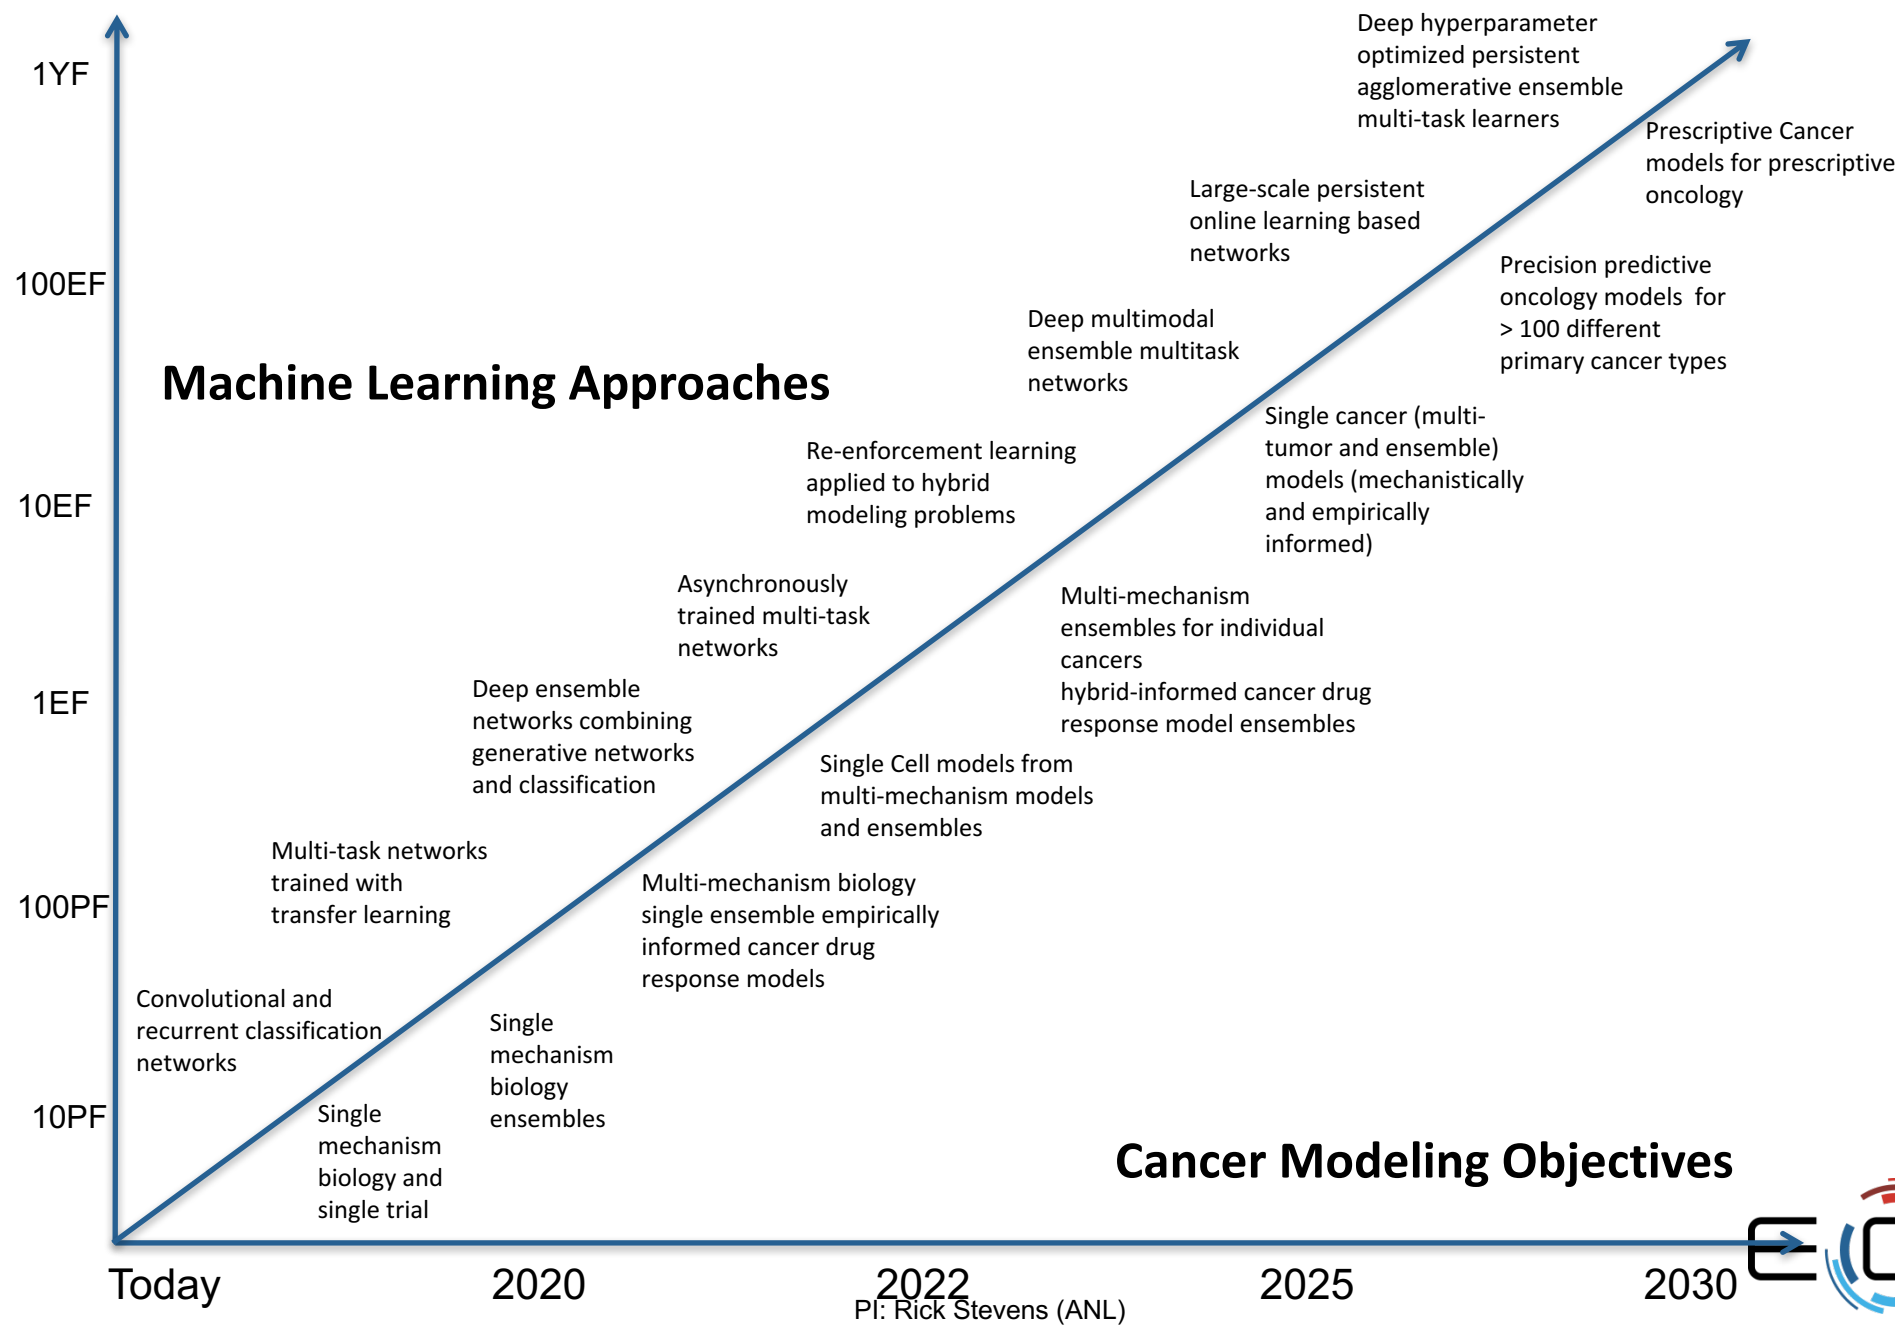 1YF
100EF
10EF
1EF
100PF
10PF
Machine Learning Approaches
Deep hyperparameter
optimized persistent
agglomerative ensemble
multi-task learners
Large-scale persistent
online learning based
networks
Deep multimodal
ensemble multitask
networks
Re-enforcement learning
applied to hybrid
modeling problems
Asynchronously
trained multi-task
networks
Deep ensemble
networks combining
generative networks
and classification
Multi-task networks
trained with
transfer learning
Convolutional and
recurrent classification
networks
Prescriptive Cancer
models for prescriptive
oncology
Precision predictive
oncology models  for
> 100 different
primary cancer types
Single cancer (multi-
tumor and ensemble)
models (mechanistically
and empirically
informed)
Multi-mechanism
ensembles for individual
cancers
hybrid-informed cancer drug
response model ensembles
Single Cell models from
multi-mechanism models
and ensembles
Multi-mechanism biology
single ensemble empirically
informed cancer drug
response models
Single
mechanism
biology
ensembles
Single
mechanism
biology and
single trial
Cancer Modeling Objectives
Today
2020
2022
2025
2030
PI: Rick Stevens (ANL)